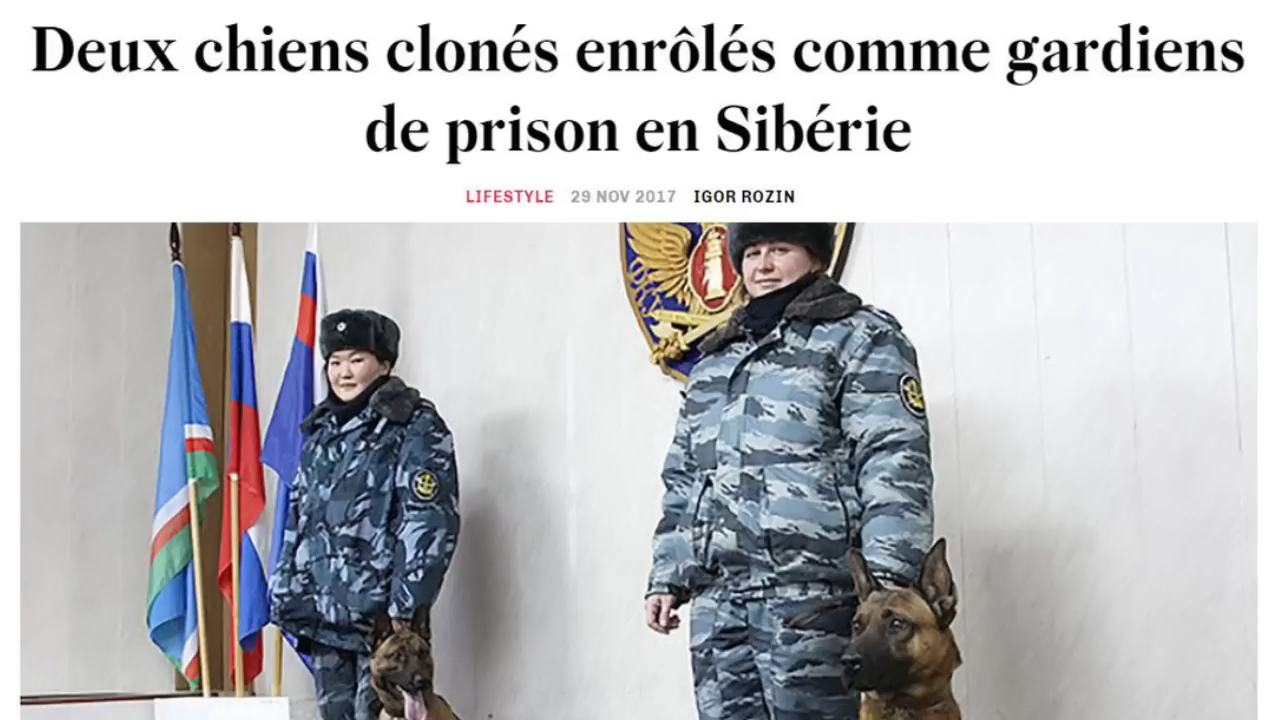 Deux chiens clonés enrôlés comme gardiens
de prison en Sibérie
LIFESTYLE 29 NOV 2017 IGOR ROZIN